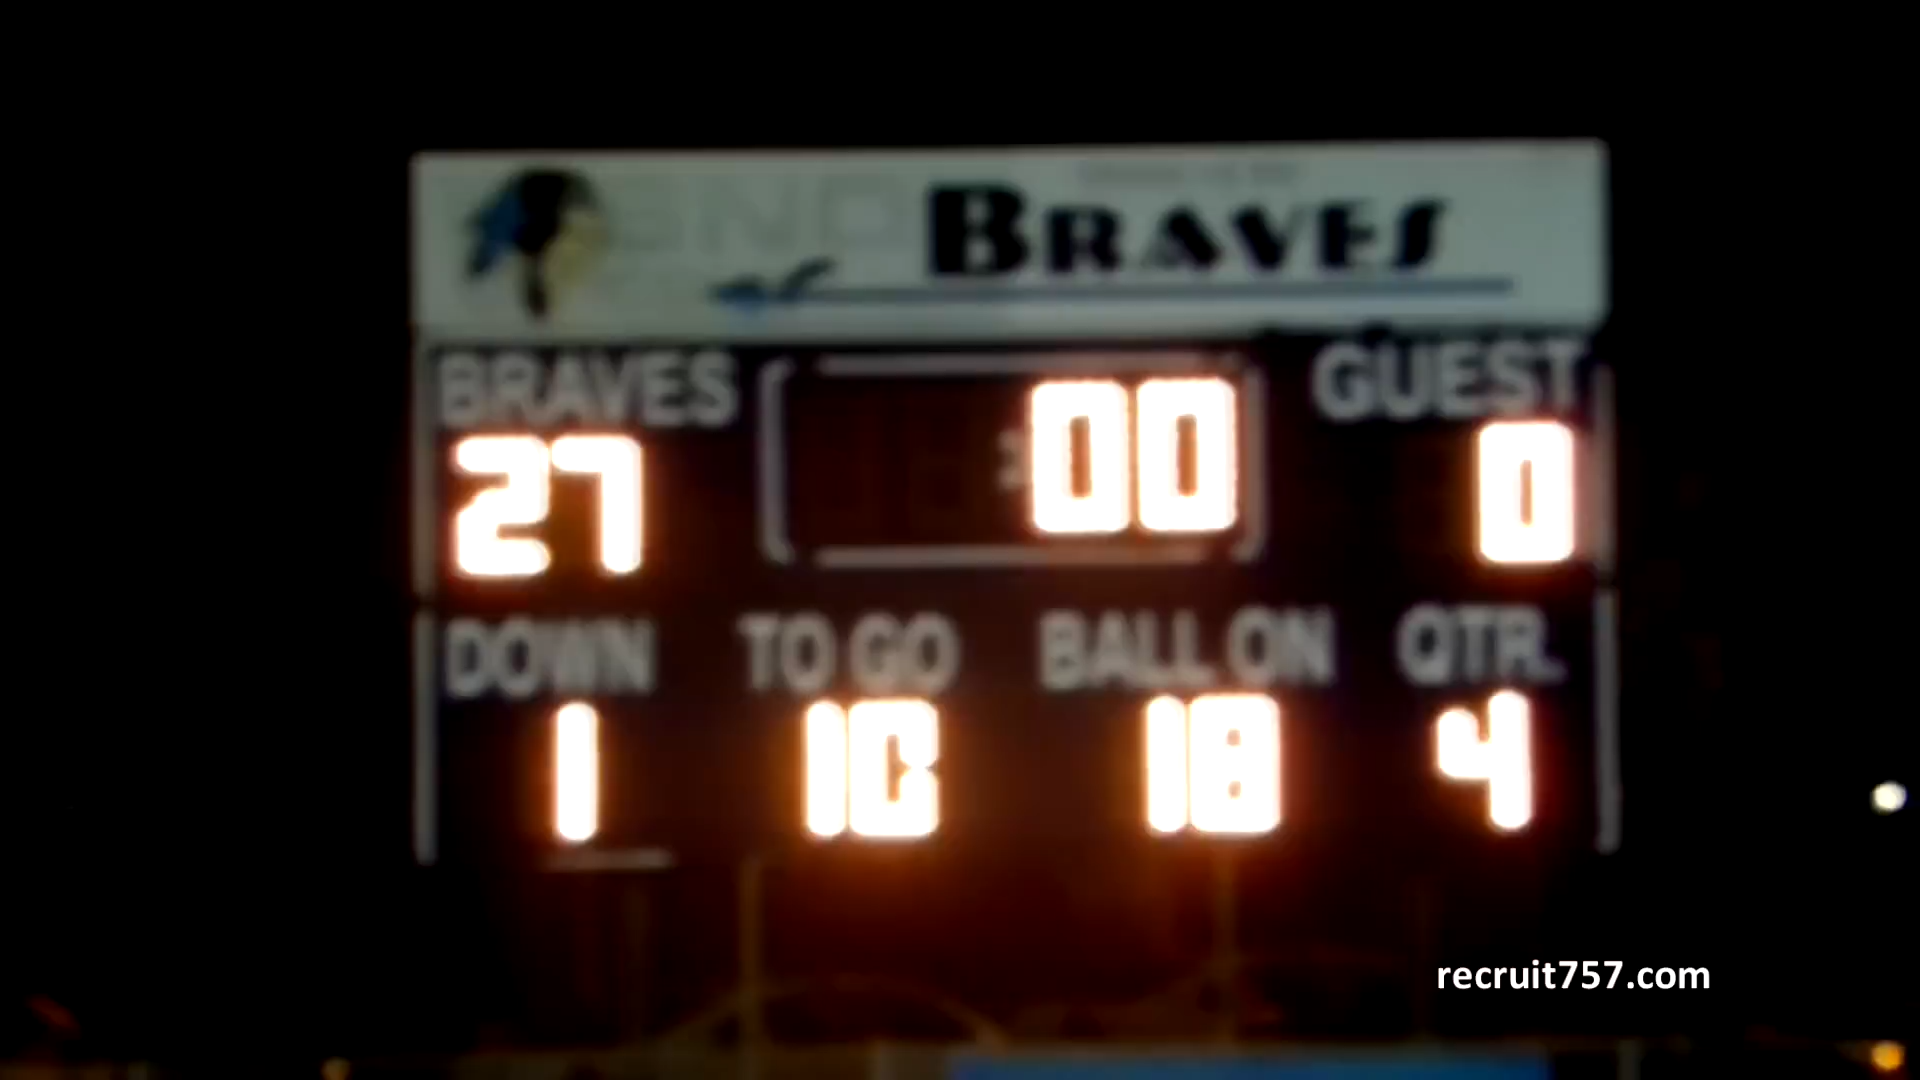 BRAVES
BRAVES :00 GUEST
27 0
DOWN TO GO BALL ON QTR.
1 10 18 4
recruit757.com